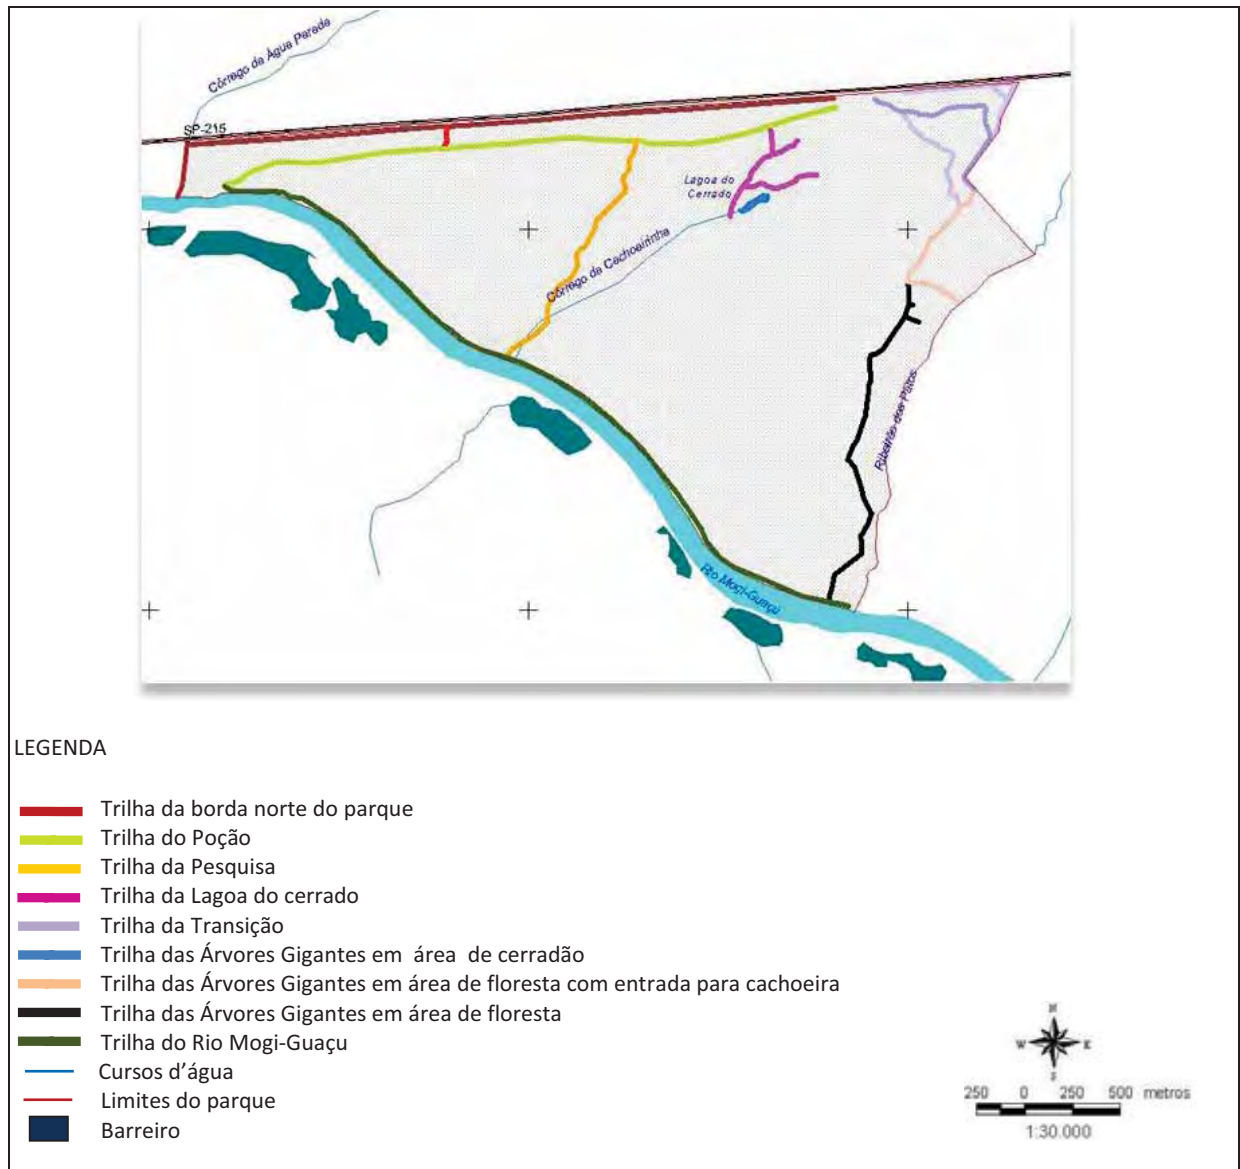 Córrego da Água Parada
SP-215
Lagoa do
Cerrado
Córrego da Cachoeirinha
Ribeirão dos Patos
Rio Mogi-Guaçu
LEGENDA
Trilha da borda norte do parque
Trilha do Poção
Trilha da Pesquisa
Trilha da Lagoa do cerrado
Trilha da Transição
Trilha das Árvores Gigantes em área de cerradão
Trilha das Árvores Gigantes em área de floresta com entrada para cachoeira
Trilha das Árvores Gigantes em área de floresta
Trilha do Rio Mogi-Guaçu
Cursos d’água
Limites do parque
Barreiro
N
W E
S
250 0 250 500 metros
1:30.000